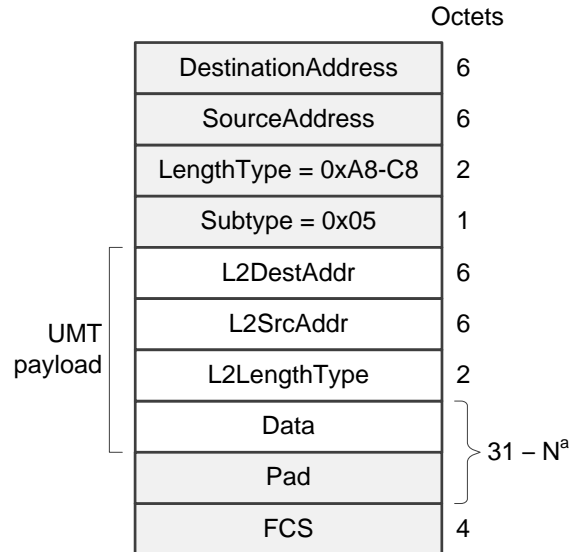 Octets
DestinationAddress 6
SourceAddress 6
LengthType = 0xA8-C8 2
Subtype = 0x05 1
L2DestAddr 6
L2SrcAddr 6
UMT
payload
L2LengthType 2
Data
31 – Nª
Pad
FCS 4